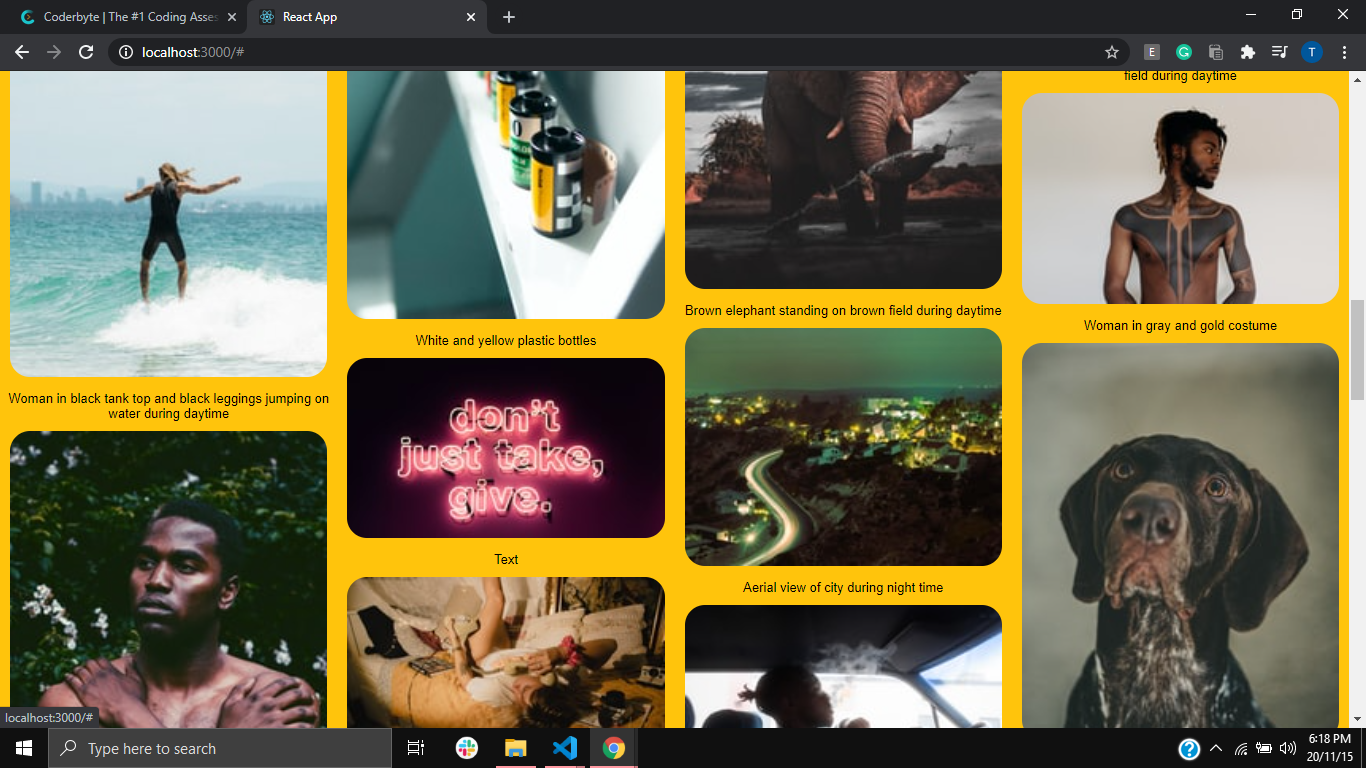 Coderbyte | The #1 Coding Asses
React App
localhost:3000/#
E
T
field during daytime
Woman in gray and gold costume
Brown elephant standing on brown field during daytime
White and yellow plastic bottles
Woman in black tank top and black leggings jumping on
water during daytime
don't
just take,
give.
Text
Aerial view of city during night time
localhost:3000/#
Type here to search
6:18 PM
20/11/15